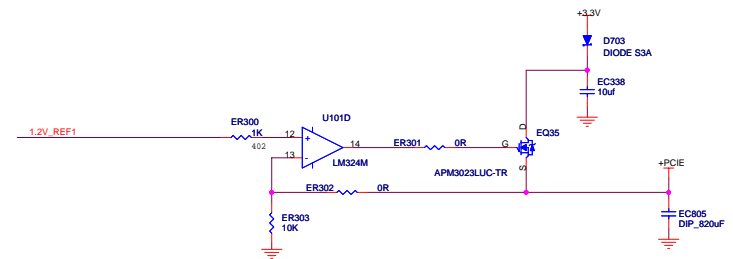 +3.3V
D703
DIODE S3A
EC338
10uf
1.2V_REF1
ER300
1K
402
U101D
12
+
14
13
-
LM324M
ER301 0R
G
D
S
EQ35
APM3023LUC-TR
+PCIE
ER302 0R
ER303
10K
EC805
DIP_820uF